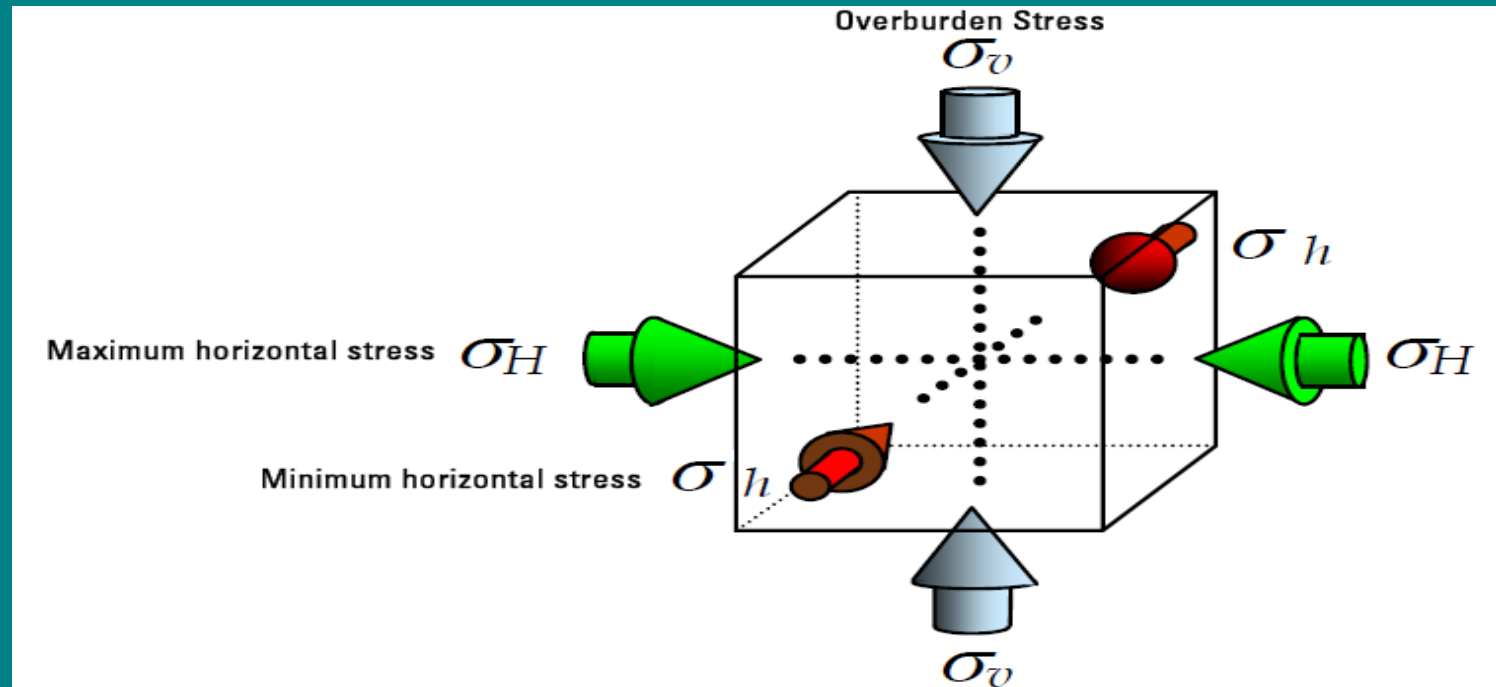 Overburden Stress
σv
σ h
Maximum horizontal stress σH
σH
Minimum horizontal stress σ h
σv